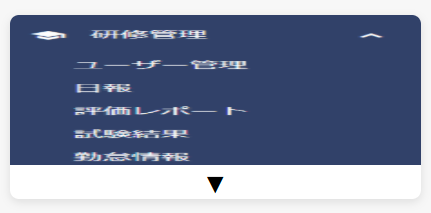 研修管理
ユーザー管理
日報
評価レポート
試験結果
勤怠情報